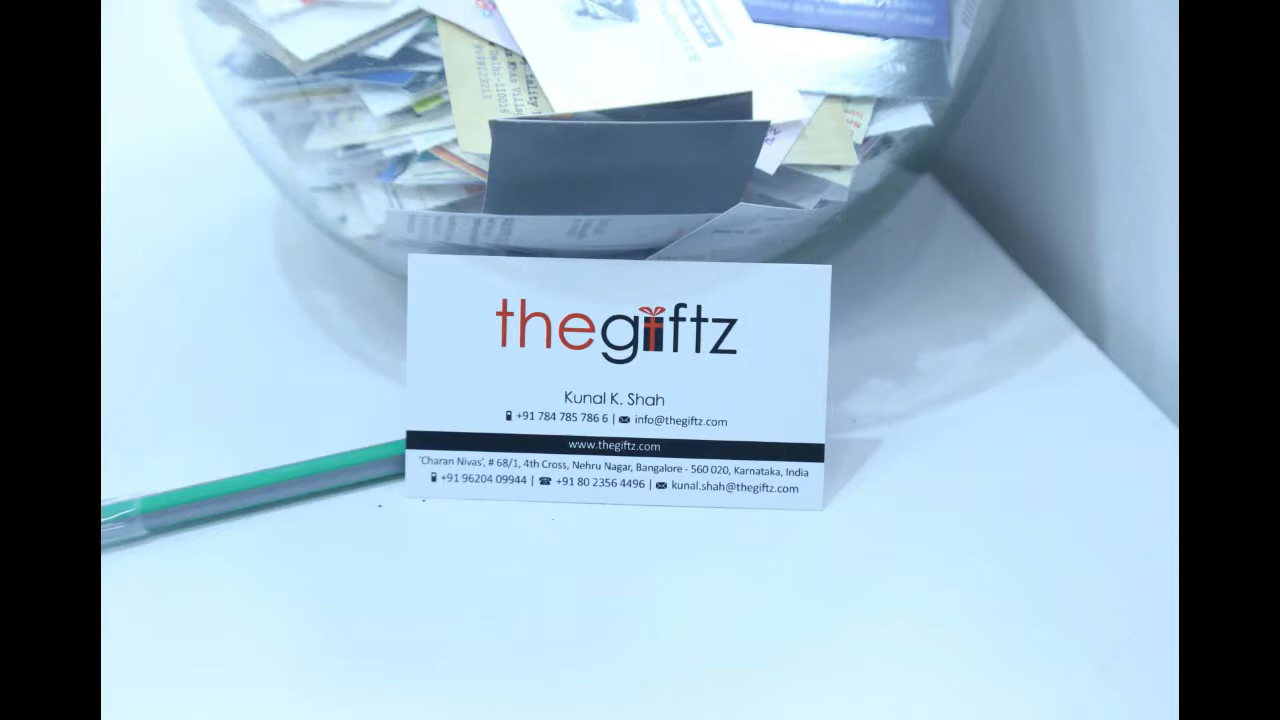 thegiftz
Kunal K. Shah
+91 784 785 786 6 | info@thegiftz.com
www.thegiftz.com
'Charan Nivas', # 68/1, 4th Cross, Nehru Nagar, Bangalore - 560 020, Karnataka, India
+91 96204 09944 | +91 80 2356 4496 | kunal.shah@thegiftz.com